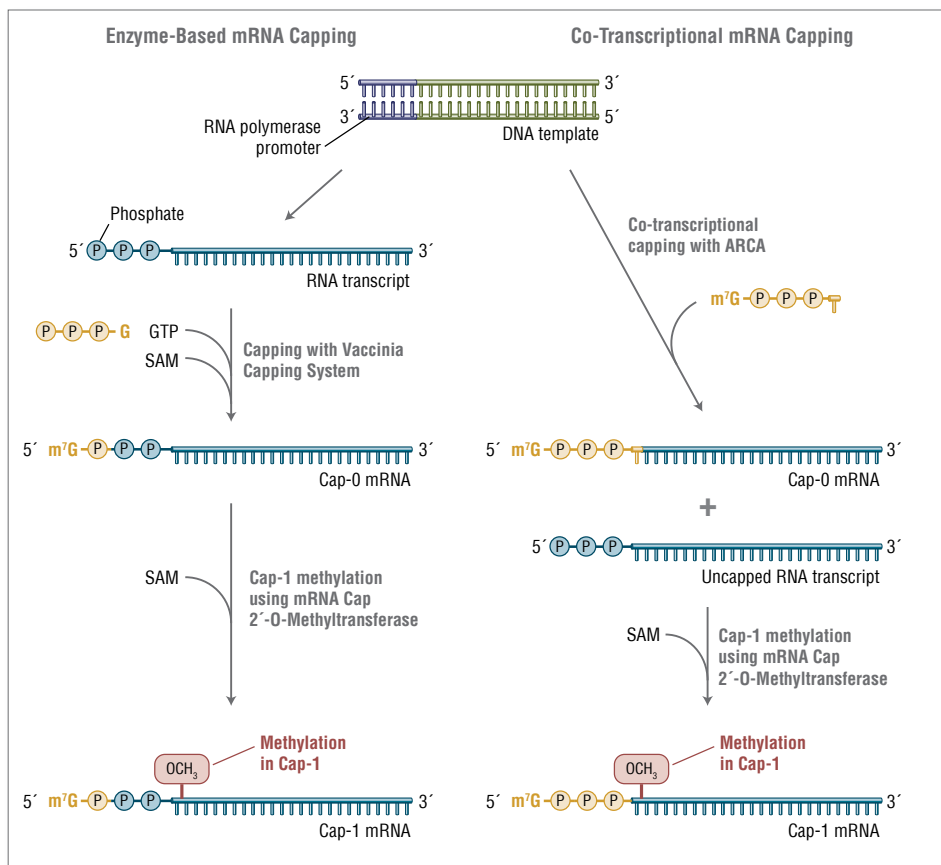 Enzyme-Based mRNA Capping
Co-Transcriptional mRNA Capping
5´ 3´
3´ 5´
RNA polymerase
promoter
DNA template
Phosphate
5´ P P P 3´
RNA transcript
Co-transcriptional
capping with ARCA
m⁷G P P P
P P P G GTP
SAM
Capping with Vaccinia
Capping System
5´ m⁷G P P P 3´
Cap-0 mRNA
5´ m⁷G P P P 3´
Cap-0 mRNA
+
5´ P P P 3´
Uncapped RNA transcript
SAM
Cap-1 methylation
using mRNA Cap
2´-O-Methyltransferase
SAM
Cap-1 methylation
using mRNA Cap
2´-O-Methyltransferase
Methylation
in Cap-1
OCH₃
5´ m⁷G P P P 3´
Cap-1 mRNA
Methylation
in Cap-1
OCH₃
5´ m⁷G P P P 3´
Cap-1 mRNA